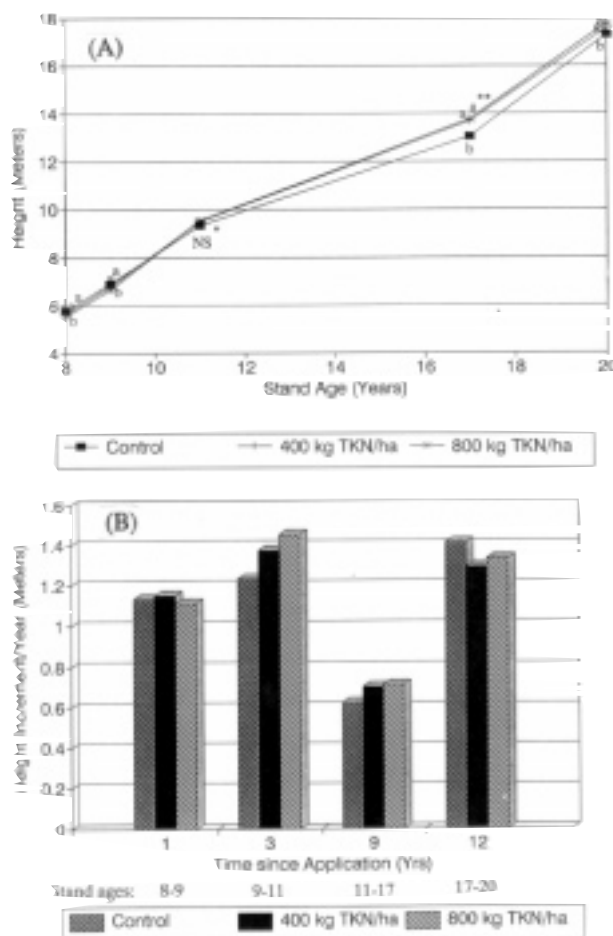 18
(A)
16
14
a a **
12
b
b
10
Height (Meters)
8
NS *
a
6
b
a
b
4
8 10 12 14 16 18 20
Stand Age (Years)
Control 400 kg TKN/ha 800 kg TKN/ha
1.6
(B)
1.4
1.2
1
0.8
0.6
0.4
0.2
0
Height Increment/Year (Meters)
1 3 9 12
Time since Application (Yrs)
Stand ages: 8-9 9-11 11-17 17-20
Control 400 kg TKN/ha 800 kg TKN/ha